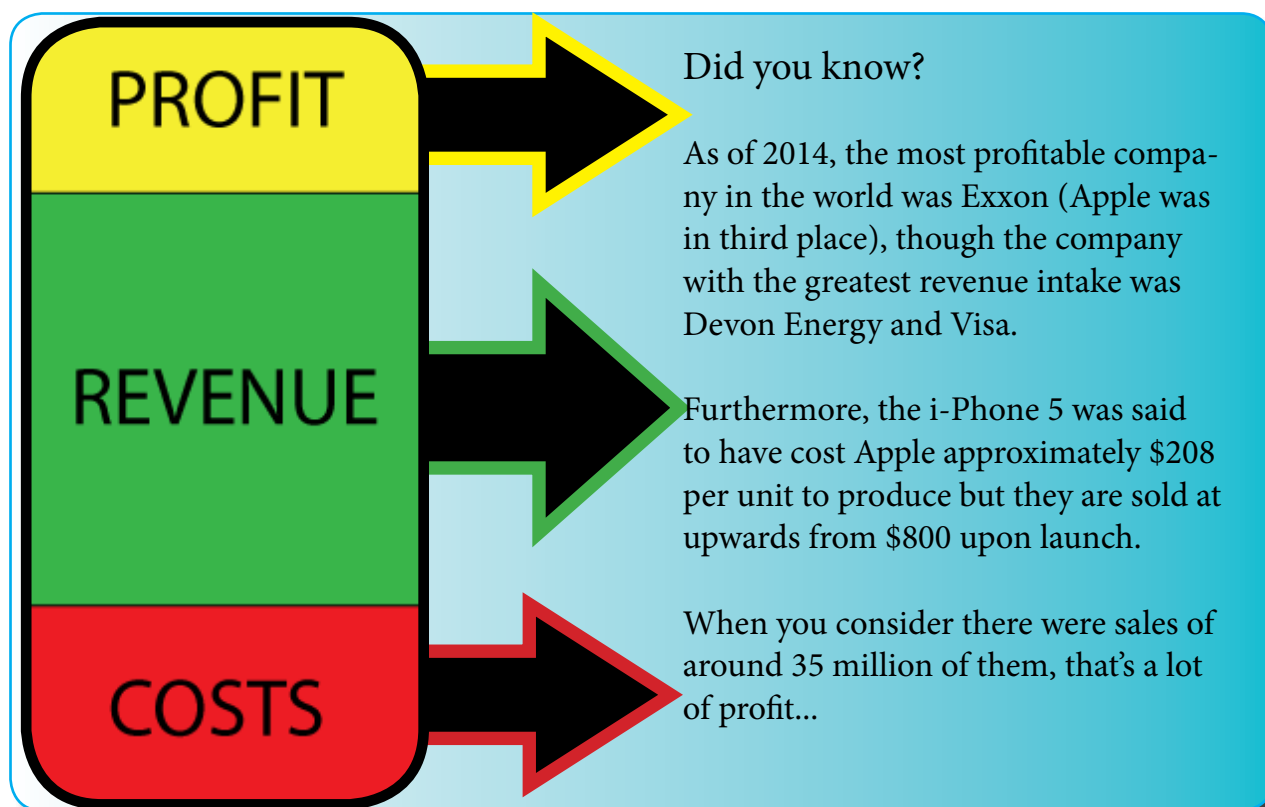 PROFIT
REVENUE
COSTS
Did you know?
As of 2014, the most profitable compa-
ny in the world was Exxon (Apple was
in third place), though the company
with the greatest revenue intake was
Devon Energy and Visa.
Furthermore, the i-Phone 5 was said
to have cost Apple approximately $208
per unit to produce but they are sold at
upwards from $800 upon launch.
When you consider there were sales of
around 35 million of them, that's a lot
of profit...